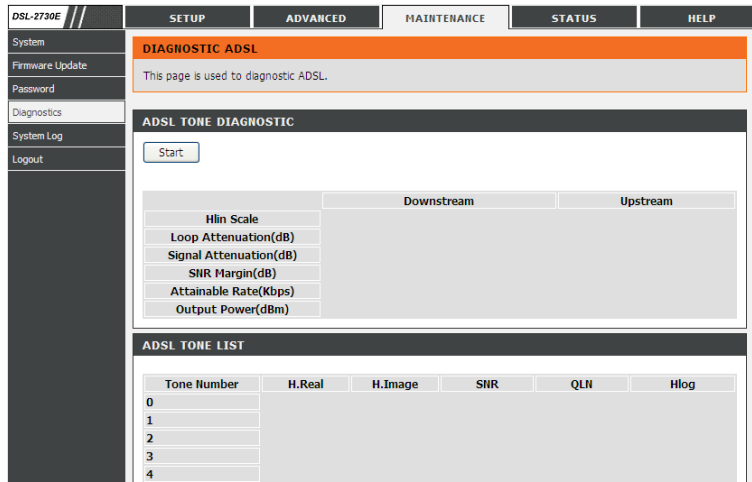 DSL-2730E SETUP ADVANCED MAINTENANCE STATUS HELP
System
Firmware Update
Password
Diagnostics
System Log
Logout
DIAGNOSTIC ADSL
This page is used to diagnostic ADSL.
ADSL TONE DIAGNOSTIC
Start
Downstream Upstream
Hlin Scale
Loop Attenuation(dB)
Signal Attenuation(dB)
SNR Margin(dB)
Attainable Rate(Kbps)
Output Power(dBm)
ADSL TONE LIST
Tone Number H.Real H.Image SNR QLN Hlog
0
1
2
3
4